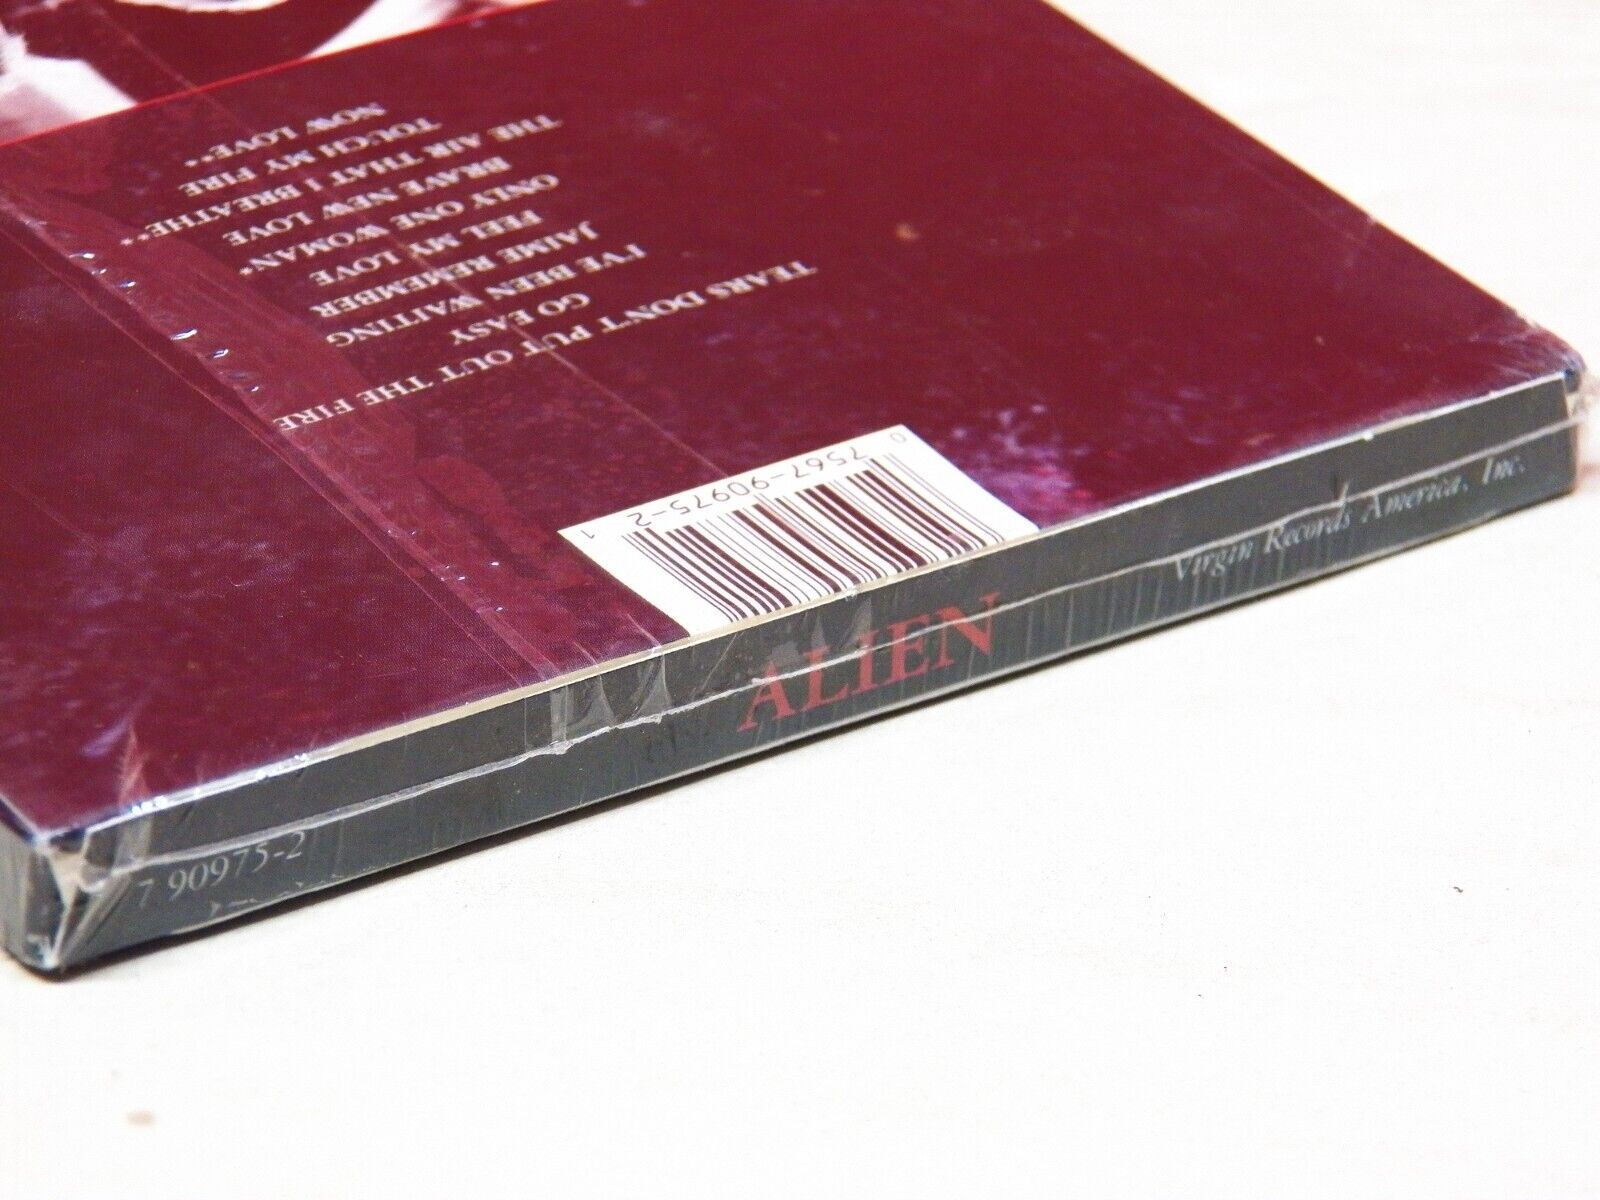 0 7567-90975-2 1
TEARS DON'T PUT OUT THE FIRE
GO EASY
I'VE BEEN WAITING
JAIME REMEMBER
FEEL MY LOVE
ONLY ONE WOMAN*
BRAVE NEW LOVE
THE AIR THAT I BREATHE**
TOUCH MY FIRE
NOW LOVE**
7 90975-2
ALIEN
Virgin Records America, Inc.